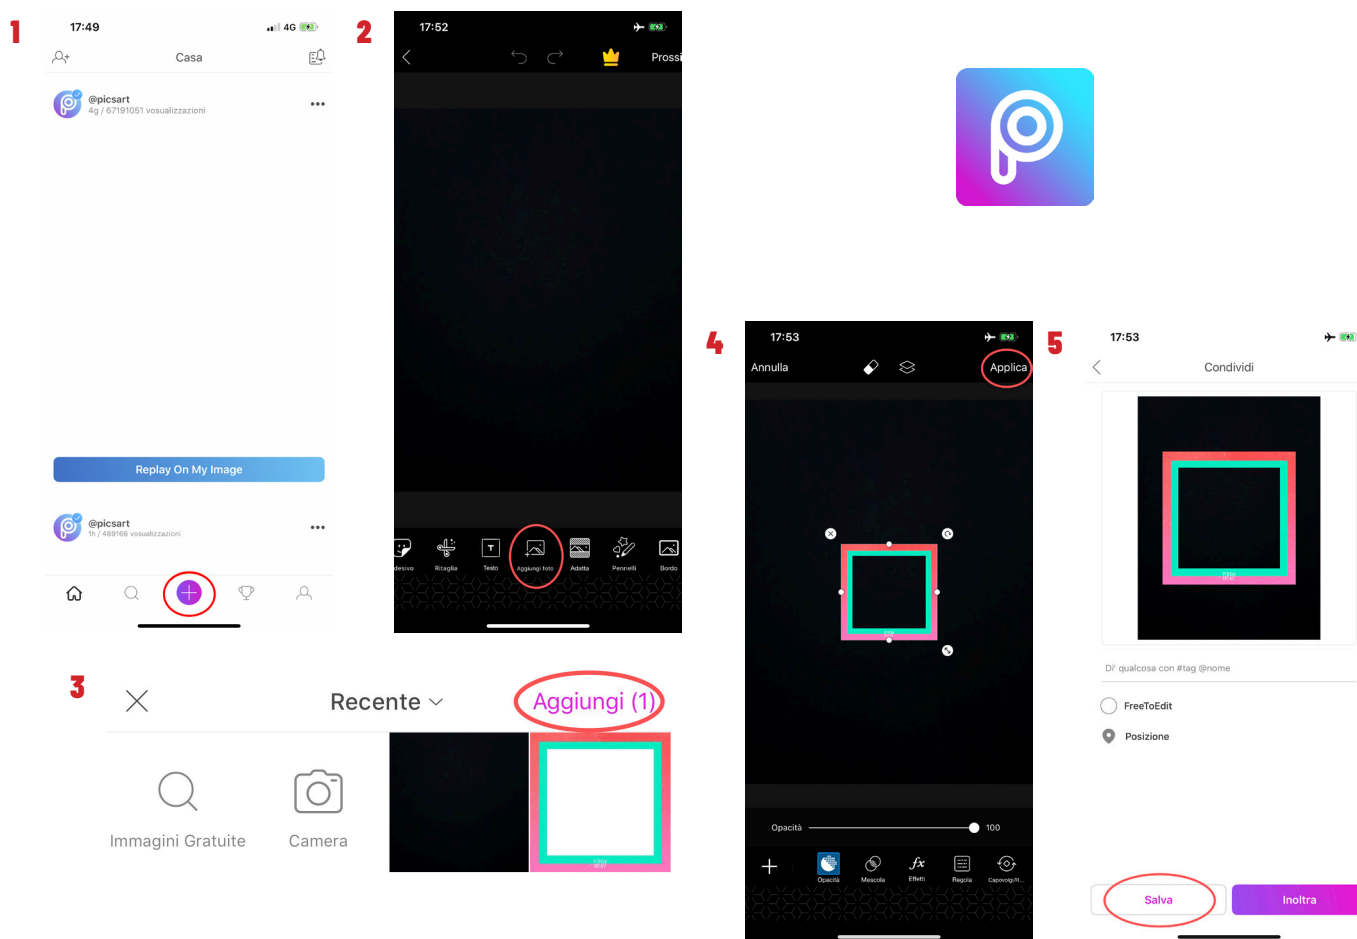 1
17:49
4G
Casa
@picsart
4g / 67191051 vosualizzazioni
Replay On My Image
@picsart
1h / 489166 vosualizzazioni
2
17:52
Prossi
desivo Ritaglia Testo Aggiungi foto Adatta Pennelli Bordo
3
Recente
Aggiungi (1)
Immagini Gratuite
Camera
4
17:53
Annulla
Applica
Opacità
100
Opacità Mescola Effetti Regola Capovolgi/R...
5
17:53
Condividi
Di' qualcosa con #tag @nome
FreeToEdit
Posizione
Salva
Inoltra